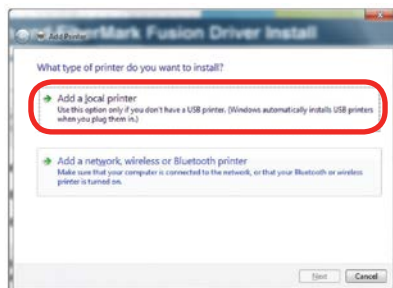 Mark Fusion Driver Install
Add Printer
What type of printer do you want to install?
Add a local printer
Use this option only if you don't have a USB printer. (Windows automatically installs USB printers
when you plug them in.)
Add a network, wireless or Bluetooth printer
Make sure that your computer is connected to the network, or that your Bluetooth or wireless
printer is turned on.
Next
Cancel